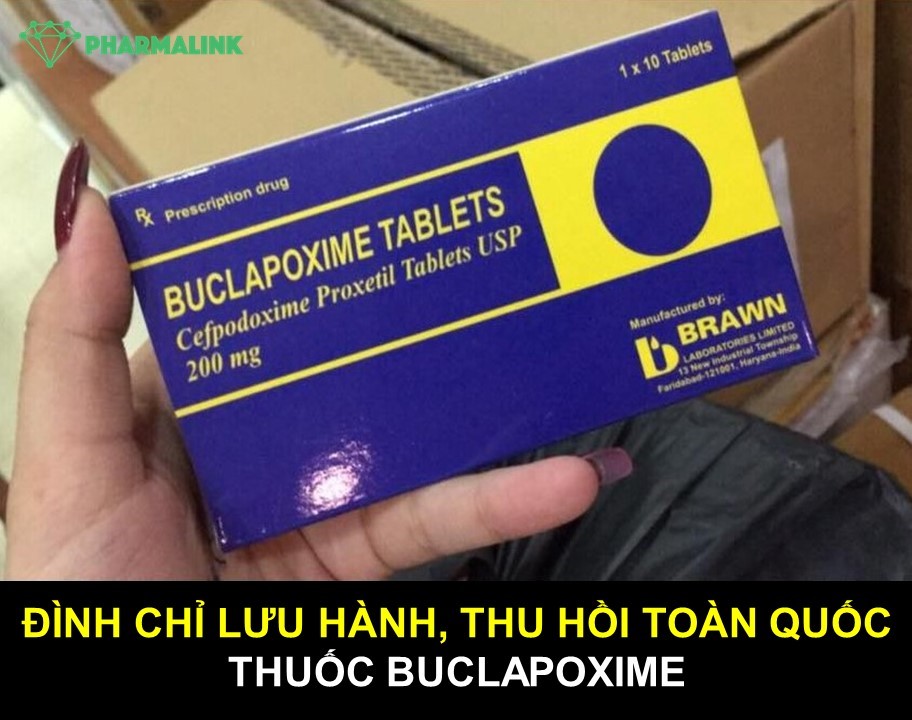 PHARMALINK
1 x 10 Tablets
Rx Prescription drug
BUCLAPOXIME TABLETS
Cefpodoxime Proxetil Tablets USP
200 mg
Manufactured by:
BRAWN
LABORATORIES LIMITED
13 New Industrial Township
Faridabad-121001, Haryana-India
ĐÌNH CHỈ LƯU HÀNH, THU HỒI TOÀN QUỐC
THUỐC BUCLAPOXIME